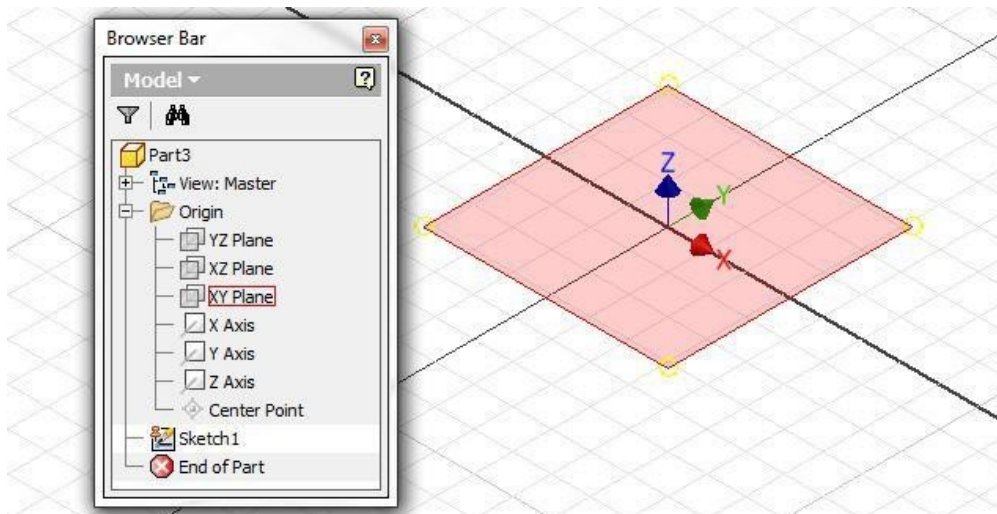 Browser Bar
Model
Part3
View: Master
Origin
YZ Plane
XZ Plane
XY Plane
X Axis
Y Axis
Z Axis
Center Point
Sketch1
End of Part
Z
Y
X